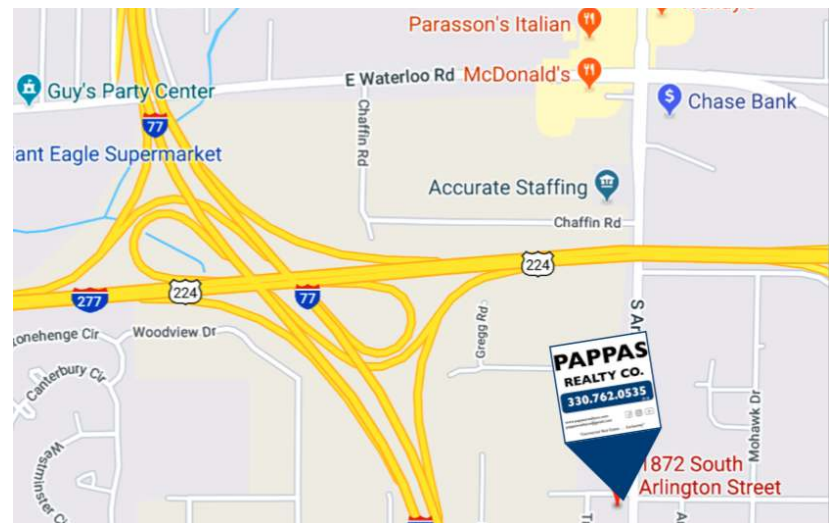 Parasson's Italian
E Waterloo Rd
McDonald's
Guy's Party Center
Chase Bank
77
Chaffin Rd
ant Eagle Supermarket
Accurate Staffing
Chaffin Rd
224
224
277
77
onehenge Cir
Woodview Dr
Gregg Rd
S Ar
Canterbury Cir
PAPPAS
REALTY CO.
330.762.0535
Mohawk Dr
Westminster Cir
1872 South
Arlington Street